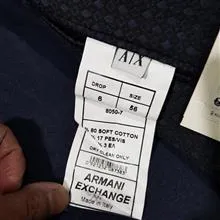 A|X
DROP SIZE
6 56
8050-7
% 80 SOFT COTTON
% 17 PES/VIS
% 3 EA
DRY CLEAN ONLY
ARMANI
EXCHANGE
Made in Italy